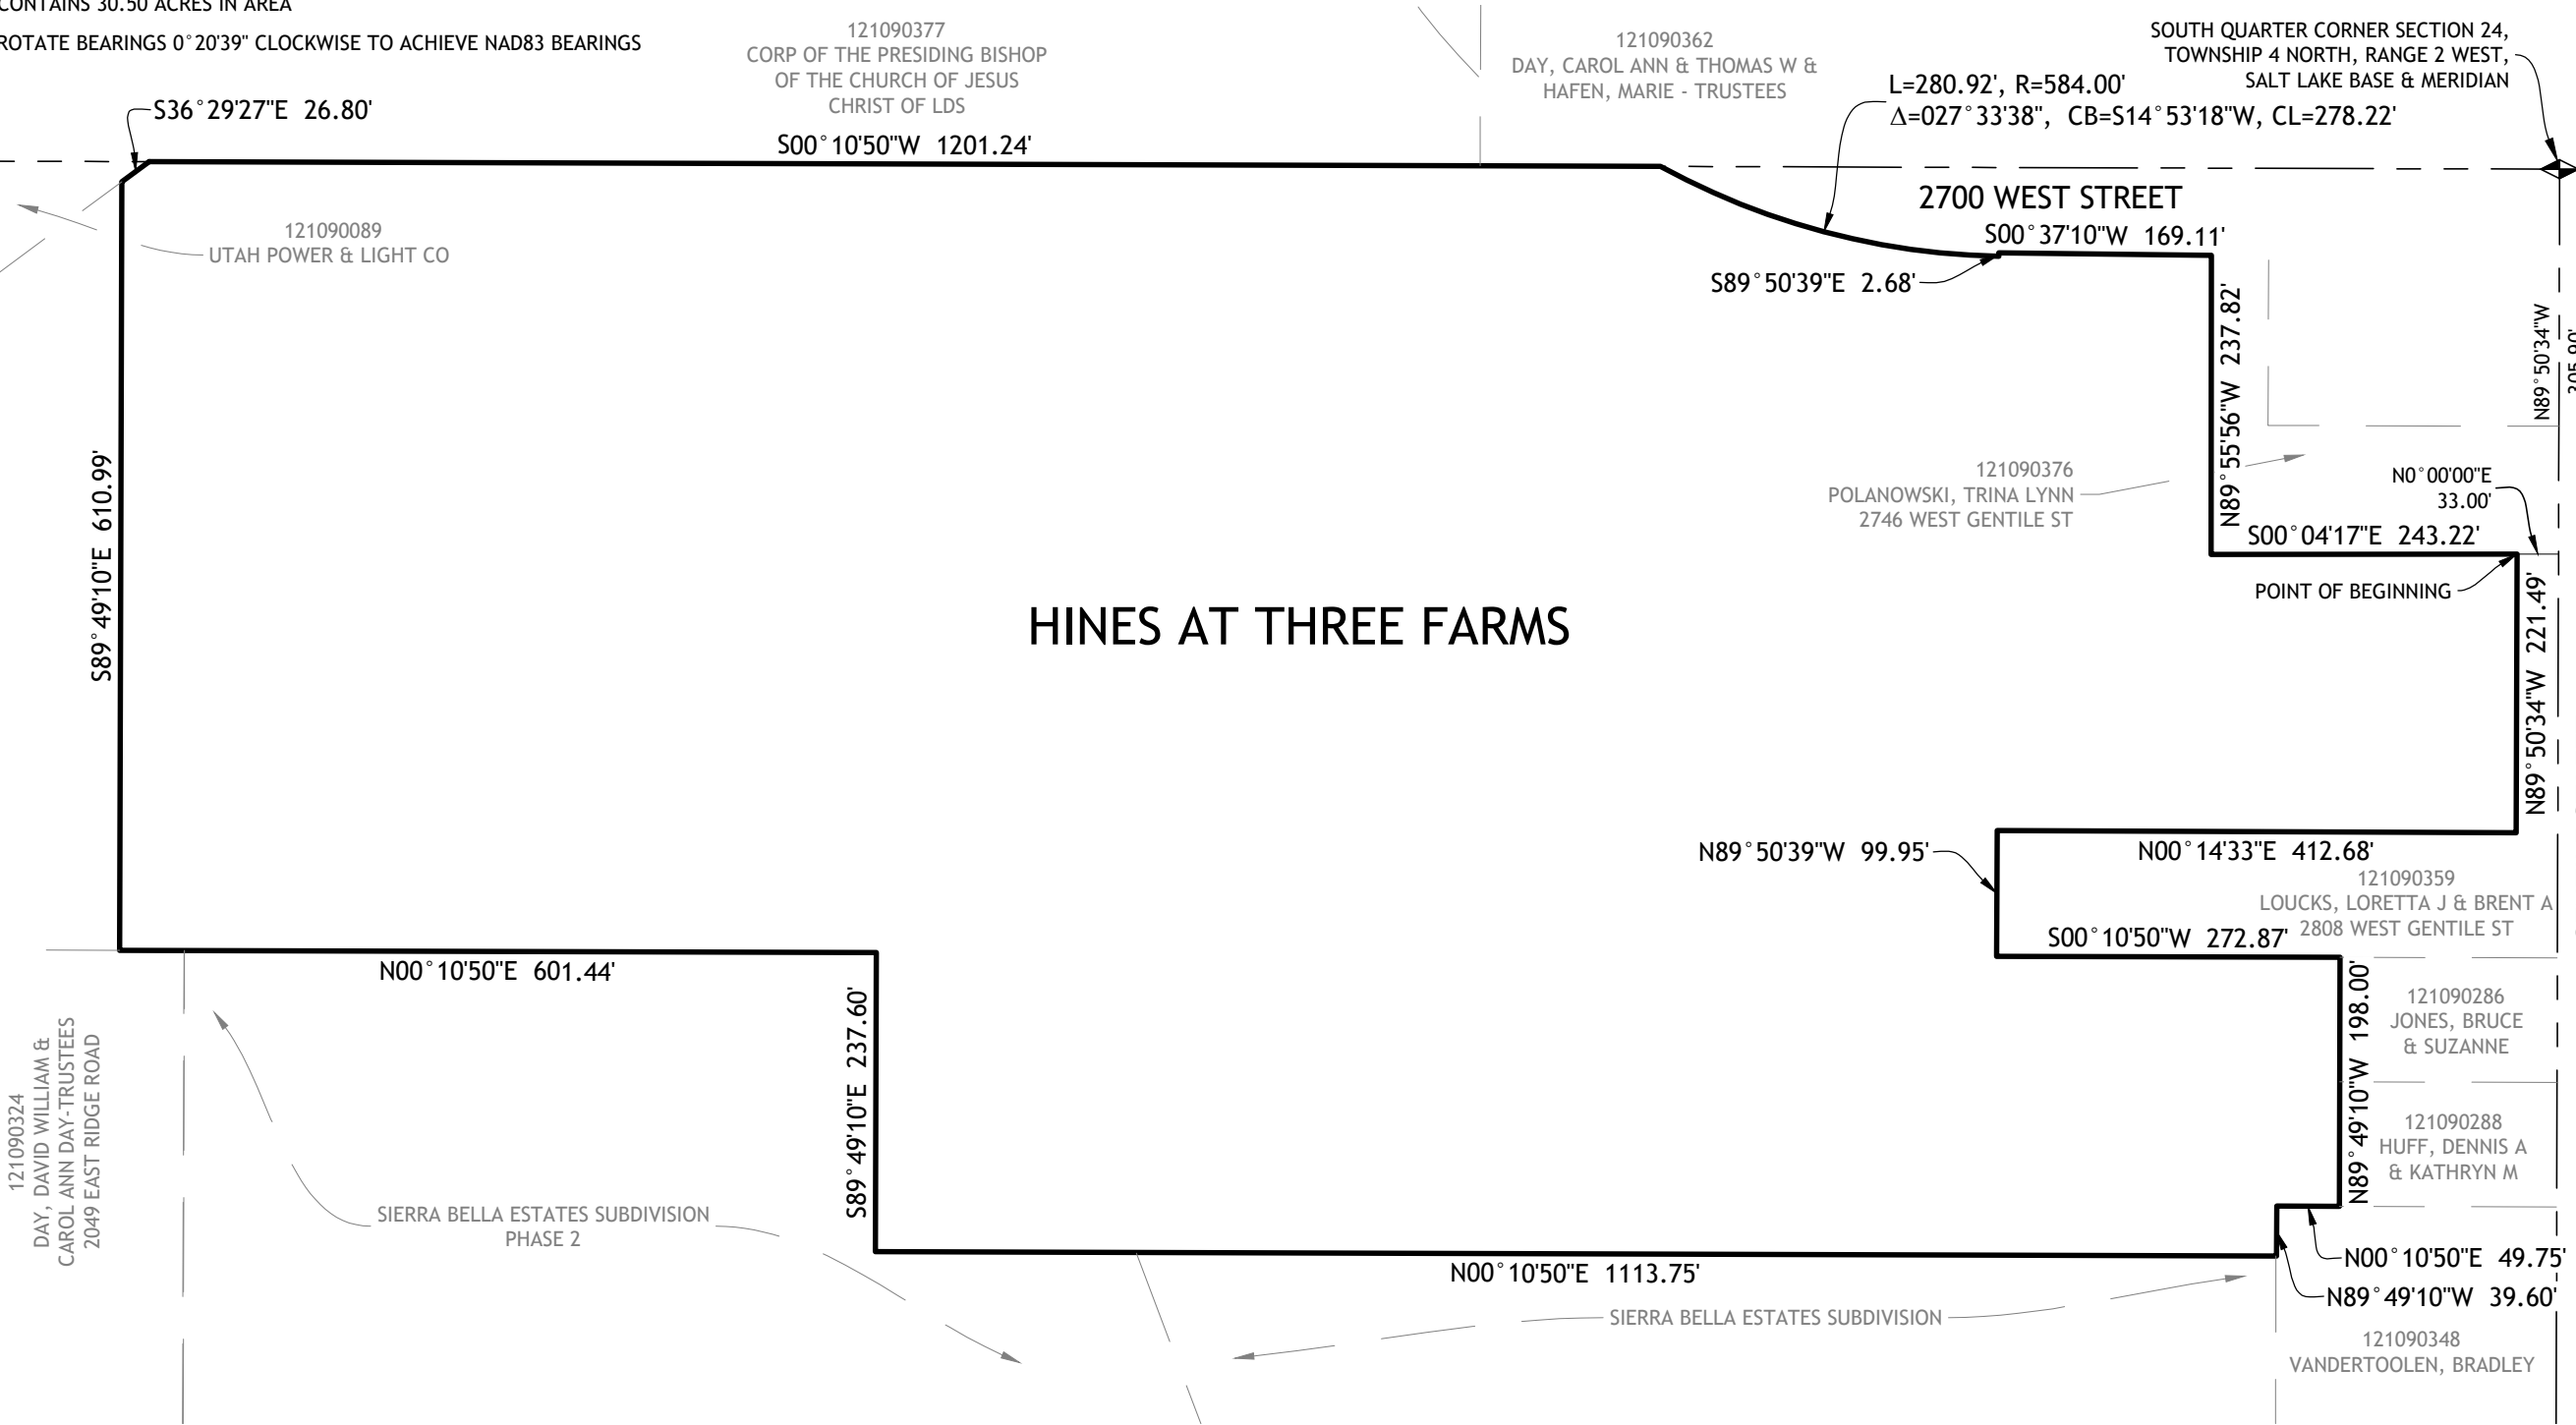 CONTAINS 30.50 ACRES IN AREA
ROTATE BEARINGS 0°20'39" CLOCKWISE TO ACHIEVE NAD83 BEARINGS
121090377
CORP OF THE PRESIDING BISHOP
OF THE CHURCH OF JESUS
CHRIST OF LDS
121090362
DAY, CAROL ANN & THOMAS W &
HAFEN, MARIE - TRUSTEES
SOUTH QUARTER CORNER SECTION 24,
TOWNSHIP 4 NORTH, RANGE 2 WEST,
SALT LAKE BASE & MERIDIAN
L=280.92', R=584.00'
Δ=027°33'38", CB=S14°53'18"W, CL=278.22'
S36°29'27"E 26.80'
S00°10'50"W 1201.24'
2700 WEST STREET
S00°37'10"W 169.11'
S89°50'39"E 2.68'
121090089
UTAH POWER & LIGHT CO
N89°55'56"W 237.82'
N89°50'34"W
305.90'
S89°49'10"E 610.99'
121090376
POLANOWSKI, TRINA LYNN
2746 WEST GENTILE ST
N0°00'00"E
33.00'
S00°04'17"E 243.22'
POINT OF BEGINNING
HINES AT THREE FARMS
N89°50'34"W 221.49'
N89°50'39"W 99.95'
N00°14'33"E 412.68'
121090359
LOUCKS, LORETTA J & BRENT A
2808 WEST GENTILE ST
S00°10'50"W 272.87'
N00°10'50"E 601.44'
S89°49'10"E 237.60'
N89°49'10"W 198.00'
121090286
JONES, BRUCE
& SUZANNE
121090288
HUFF, DENNIS A
& KATHRYN M
121090324
DAY, DAVID WILLIAM &
CAROL ANN DAY-TRUSTEES
2049 EAST RIDGE ROAD
SIERRA BELLA ESTATES SUBDIVISION
PHASE 2
N00°10'50"E 1113.75'
N00°10'50"E 49.75'
N89°49'10"W 39.60'
SIERRA BELLA ESTATES SUBDIVISION
121090348
VANDERTOOLEN, BRADLEY